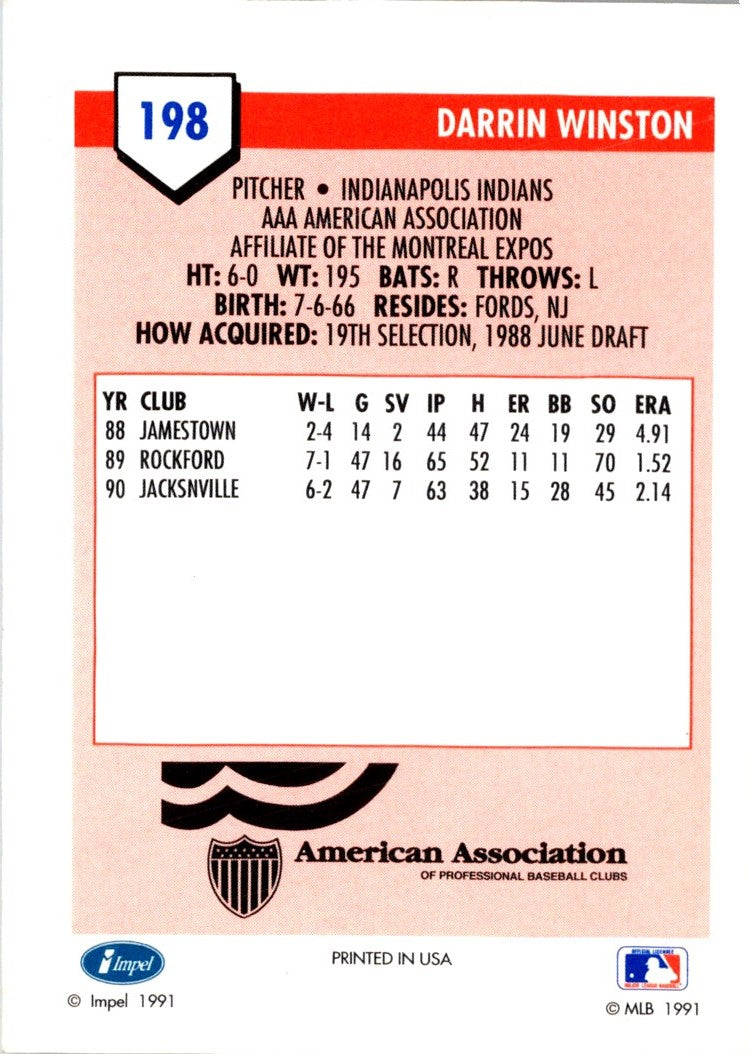 198
DARRIN WINSTON
PITCHER • INDIANAPOLIS INDIANS
AAA AMERICAN ASSOCIATION
AFFILIATE OF THE MONTREAL EXPOS
HT: 6-0 WT: 195 BATS: R THROWS: L
BIRTH: 7-6-66 RESIDES: FORDS, NJ
HOW ACQUIRED: 19TH SELECTION, 1988 JUNE DRAFT
YR CLUB W-L G SV IP H ER BB SO ERA
88 JAMESTOWN 2-4 14 2 44 47 24 19 29 4.91
89 ROCKFORD 7-1 47 16 65 52 11 11 70 1.52
90 JACKSNVILLE 6-2 47 7 63 38 15 28 45 2.14
American Association
OF PROFESSIONAL BASEBALL CLUBS
Impel
PRINTED IN USA
OFFICIAL LICENSEE
MAJOR LEAGUE BASEBALL
© Impel 1991
© MLB 1991